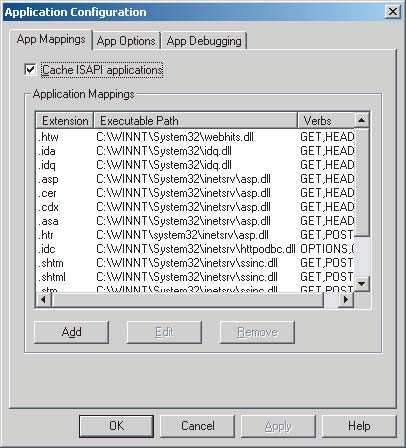 Application Configuration
App Mappings App Options App Debugging
Cache ISAPI applications
Application Mappings
Extension Executable Path Verbs
.htw C:\WINNT\System32\webhits.dll GET,HEAD
.ida C:\WINNT\System32\idq.dll GET,HEAD
.idq C:\WINNT\System32\idq.dll GET,HEAD
.asp C:\WINNT\System32\inetsrv\asp.dll GET,HEAD
.cer C:\WINNT\System32\inetsrv\asp.dll GET,HEAD
.cdx C:\WINNT\System32\inetsrv\asp.dll GET,HEAD
.asa C:\WINNT\System32\inetsrv\asp.dll GET,HEAD
.htr C:\WINNT\system32\inetsrv\ism.dll GET,POST
.idc C:\WINNT\System32\inetsrv\httpodbc.dll OPTIONS,
.shtm C:\WINNT\System32\inetsrv\ssinc.dll GET,POST
.shtml C:\WINNT\System32\inetsrv\ssinc.dll GET,POST
.stm C:\WINNT\System32\inetsrv\ssinc.dll GET,POST
Add Edit Remove
OK Cancel Apply Help